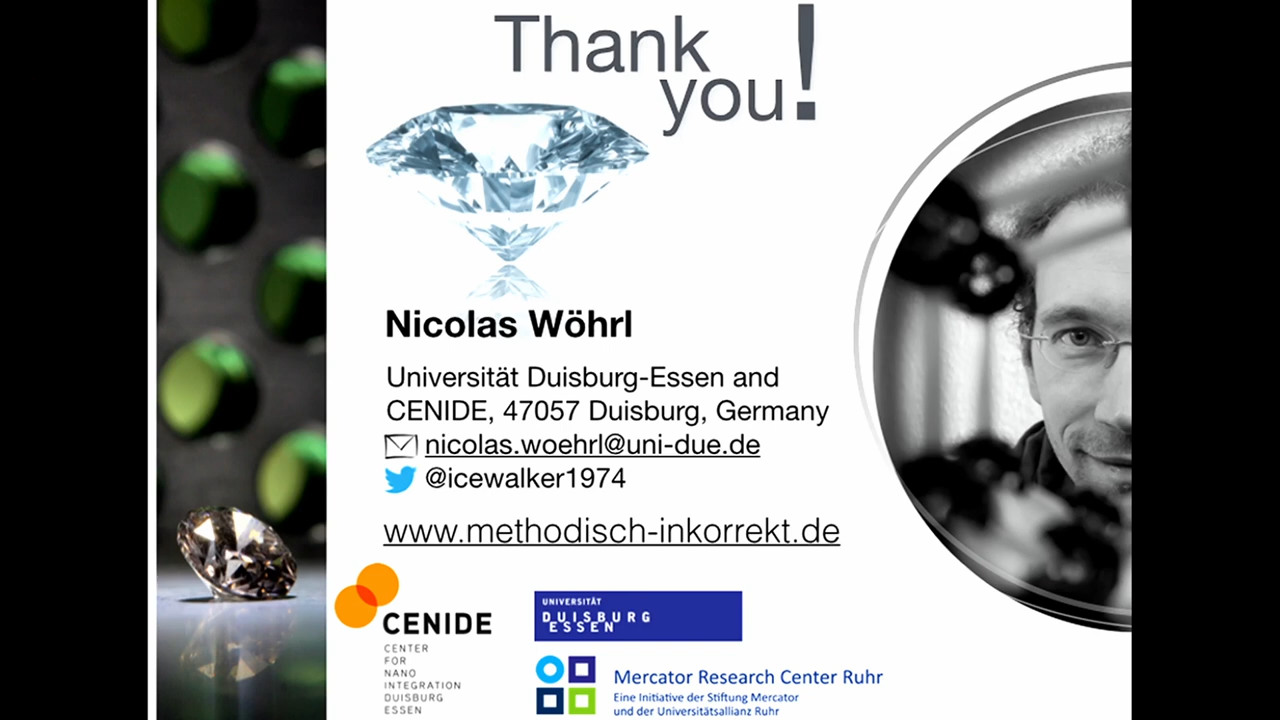 Thank
you!
Nicolas Wöhrl
Universität Duisburg-Essen and
CENIDE, 47057 Duisburg, Germany
nicolas.woehrl@uni-due.de
@icewalker1974
www.methodisch-inkorrekt.de
CENIDE
CENTER
FOR
NANO
INTEGRATION
DUISBURG
ESSEN
UNIVERSITÄT
DUISBURG
ESSEN
Mercator Research Center Ruhr
Eine Initiative der Stiftung Mercator
und der Universitätsallianz Ruhr